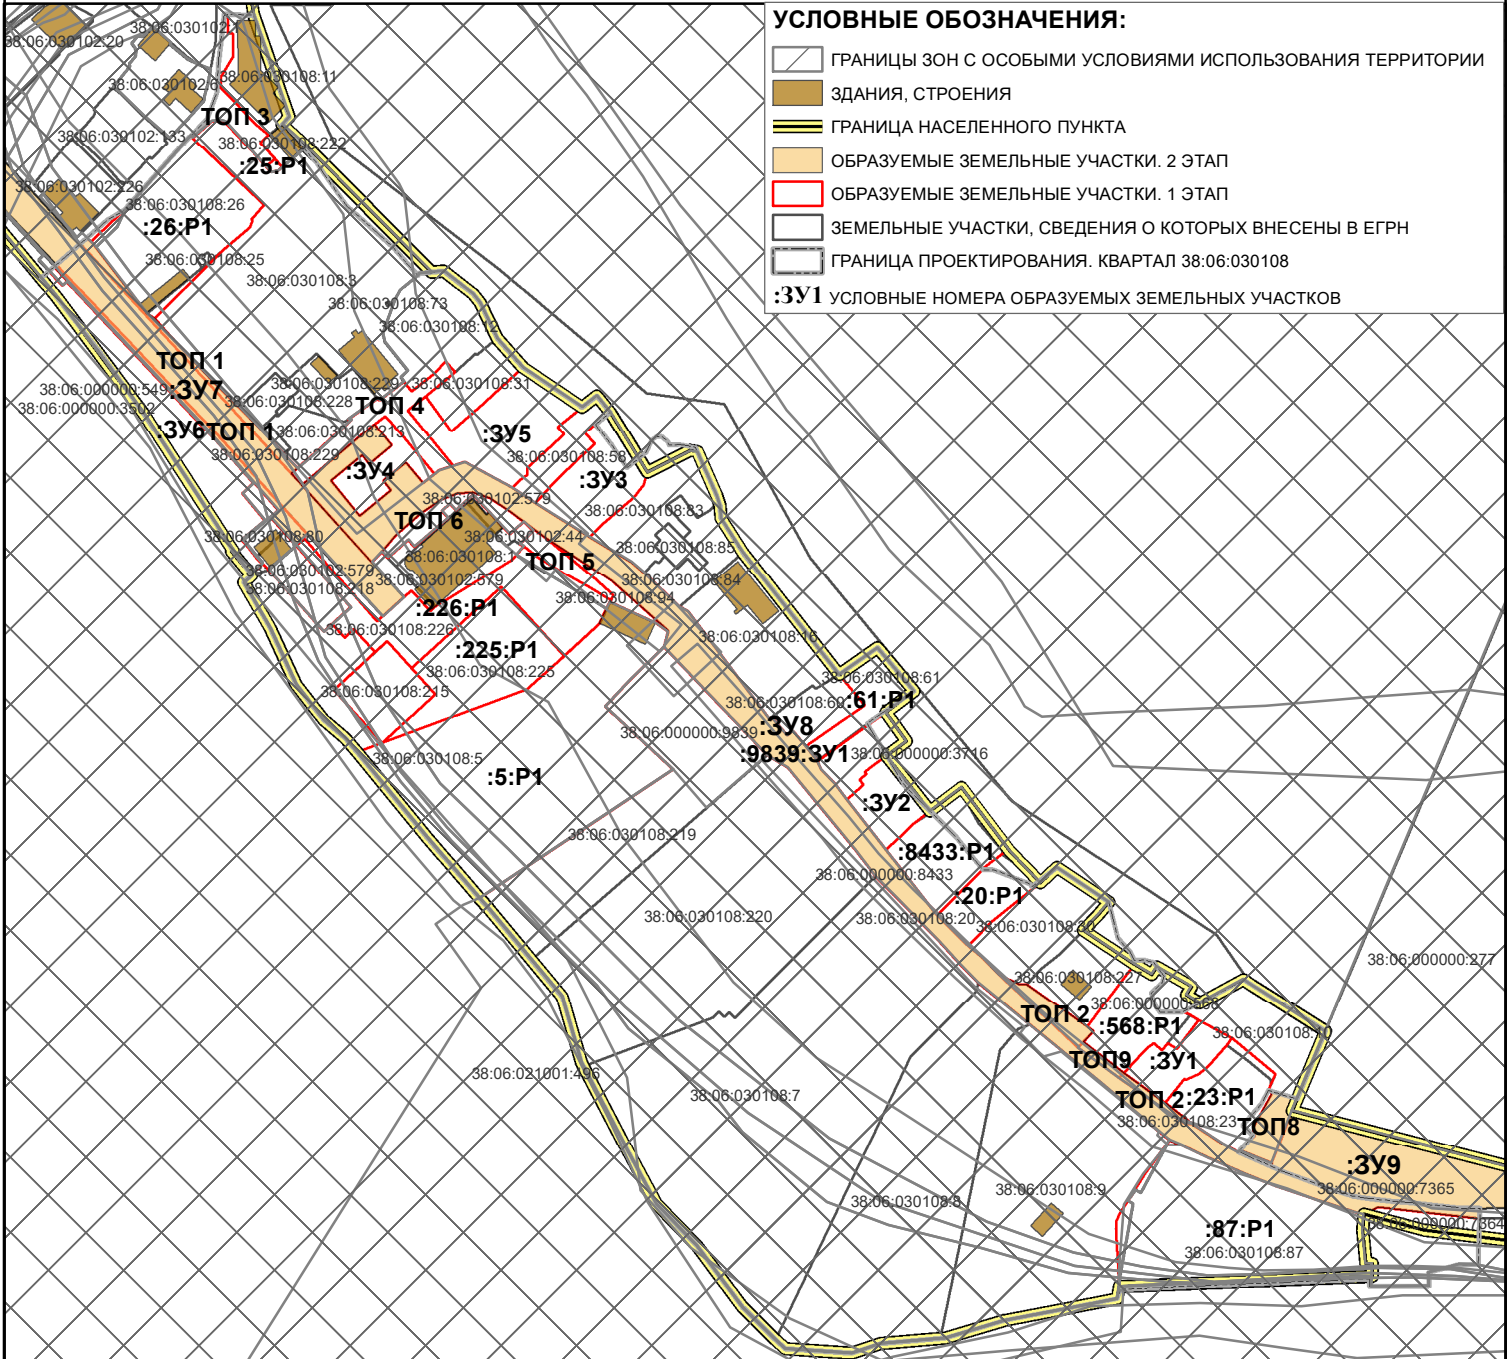 УСЛОВНЫЕ ОБОЗНАЧЕНИЯ:
ГРАНИЦЫ ЗОН С ОСОБЫМИ УСЛОВИЯМИ ИСПОЛЬЗОВАНИЯ ТЕРРИТОРИИ
ЗДАНИЯ, СТРОЕНИЯ
ГРАНИЦА НАСЕЛЕННОГО ПУНКТА
ОБРАЗУЕМЫЕ ЗЕМЕЛЬНЫЕ УЧАСТКИ. 2 ЭТАП
ОБРАЗУЕМЫЕ ЗЕМЕЛЬНЫЕ УЧАСТКИ. 1 ЭТАП
ЗЕМЕЛЬНЫЕ УЧАСТКИ, СВЕДЕНИЯ О КОТОРЫХ ВНЕСЕНЫ В ЕГРН
ГРАНИЦА ПРОЕКТИРОВАНИЯ. КВАРТАЛ 38:06:030108
:ЗУ1 УСЛОВНЫЕ НОМЕРА ОБРАЗУЕМЫХ ЗЕМЕЛЬНЫХ УЧАСТКОВ
38:06:030102:20
38:06:030108:11
ТОП 3
38:06:030102:133
38:06:030108:222
:25:Р1
38:06:030102:226
38:06:030108:26
:26:Р1
38:06:030108:25
38:06:030108:3
38:06:030108:73
38:06:030108:12
ТОП 1
38:06:000000:549
:ЗУ7
38:06:030108:229
38:06:030108:31
38:06:030108:228
38:06:000000:3502
ТОП 4
:ЗУ6
ТОП 1
38:06:030108:213
:ЗУ5
38:06:030108:229
38:06:030108:58
:ЗУ4
:ЗУ3
38:06:030102:579
38:06:030108:83
ТОП 6
38:06:030108:80
38:06:030102:44
38:06:030108:85
38:06:030108:1
ТОП 5
38:06:030102:579
38:06:030102:579
38:06:030108:84
38:06:030108:218
38:06:030108:94
:226:Р1
38:06:030108:226
38:06:030108:16
:225:Р1
38:06:030108:225
38:06:030108:61
38:06:030108:215
38:06:030108:60
:61:Р1
:ЗУ8
38:06:000000:9839
:9839:ЗУ1
38:06:000000:3716
38:06:030108:5
:5:Р1
:ЗУ2
38:06:030108:219
:8433:Р1
38:06:000000:8433
:20:Р1
38:06:030108:220
38:06:030108:20
38:06:000000:277
38:06:030108:227
38:06:000000:568
ТОП 2
:568:Р1
38:06:030108:10
ТОП9
:ЗУ1
38:06:021001:496
38:06:030108:7
ТОП 2
:23:Р1
38:06:030108:23
ТОП8
:ЗУ9
38:06:000000:7365
38:06:030108:9
38:06:030108:8
38:06:000000:7364
:87:Р1
38:06:030108:87